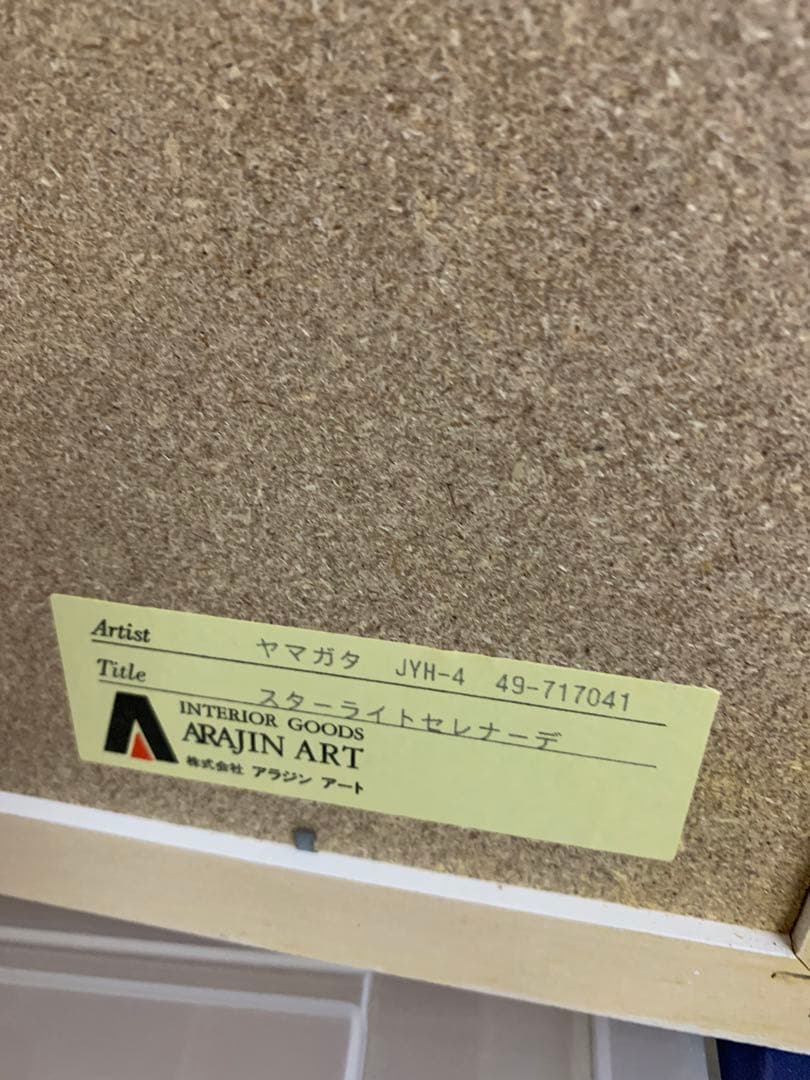 Artist ヤマガタ JYH-4 49-717041
Title スターライトセレナーデ
INTERIOR GOODS
ARAJIN ART
株式会社 アラジン アート